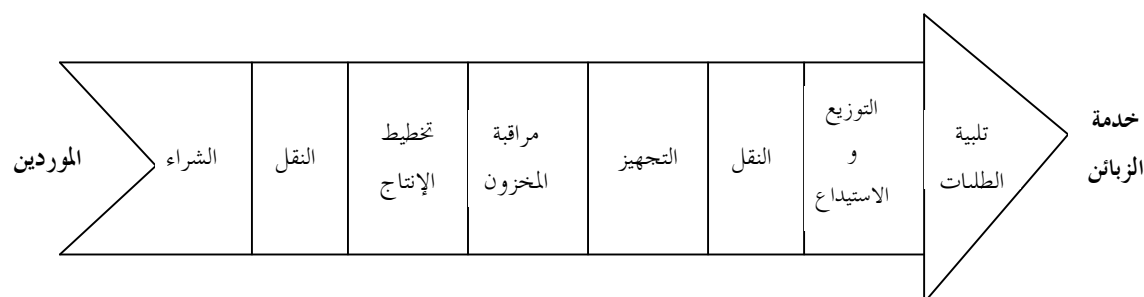 الموردين
الشراء
النقل
تخطيط
الإنتاج
مراقبة
المخزون
التجهيز
النقل
التوزيع
و
الاستيداع
تلبية
الطلبات
خدمة
الزبائن